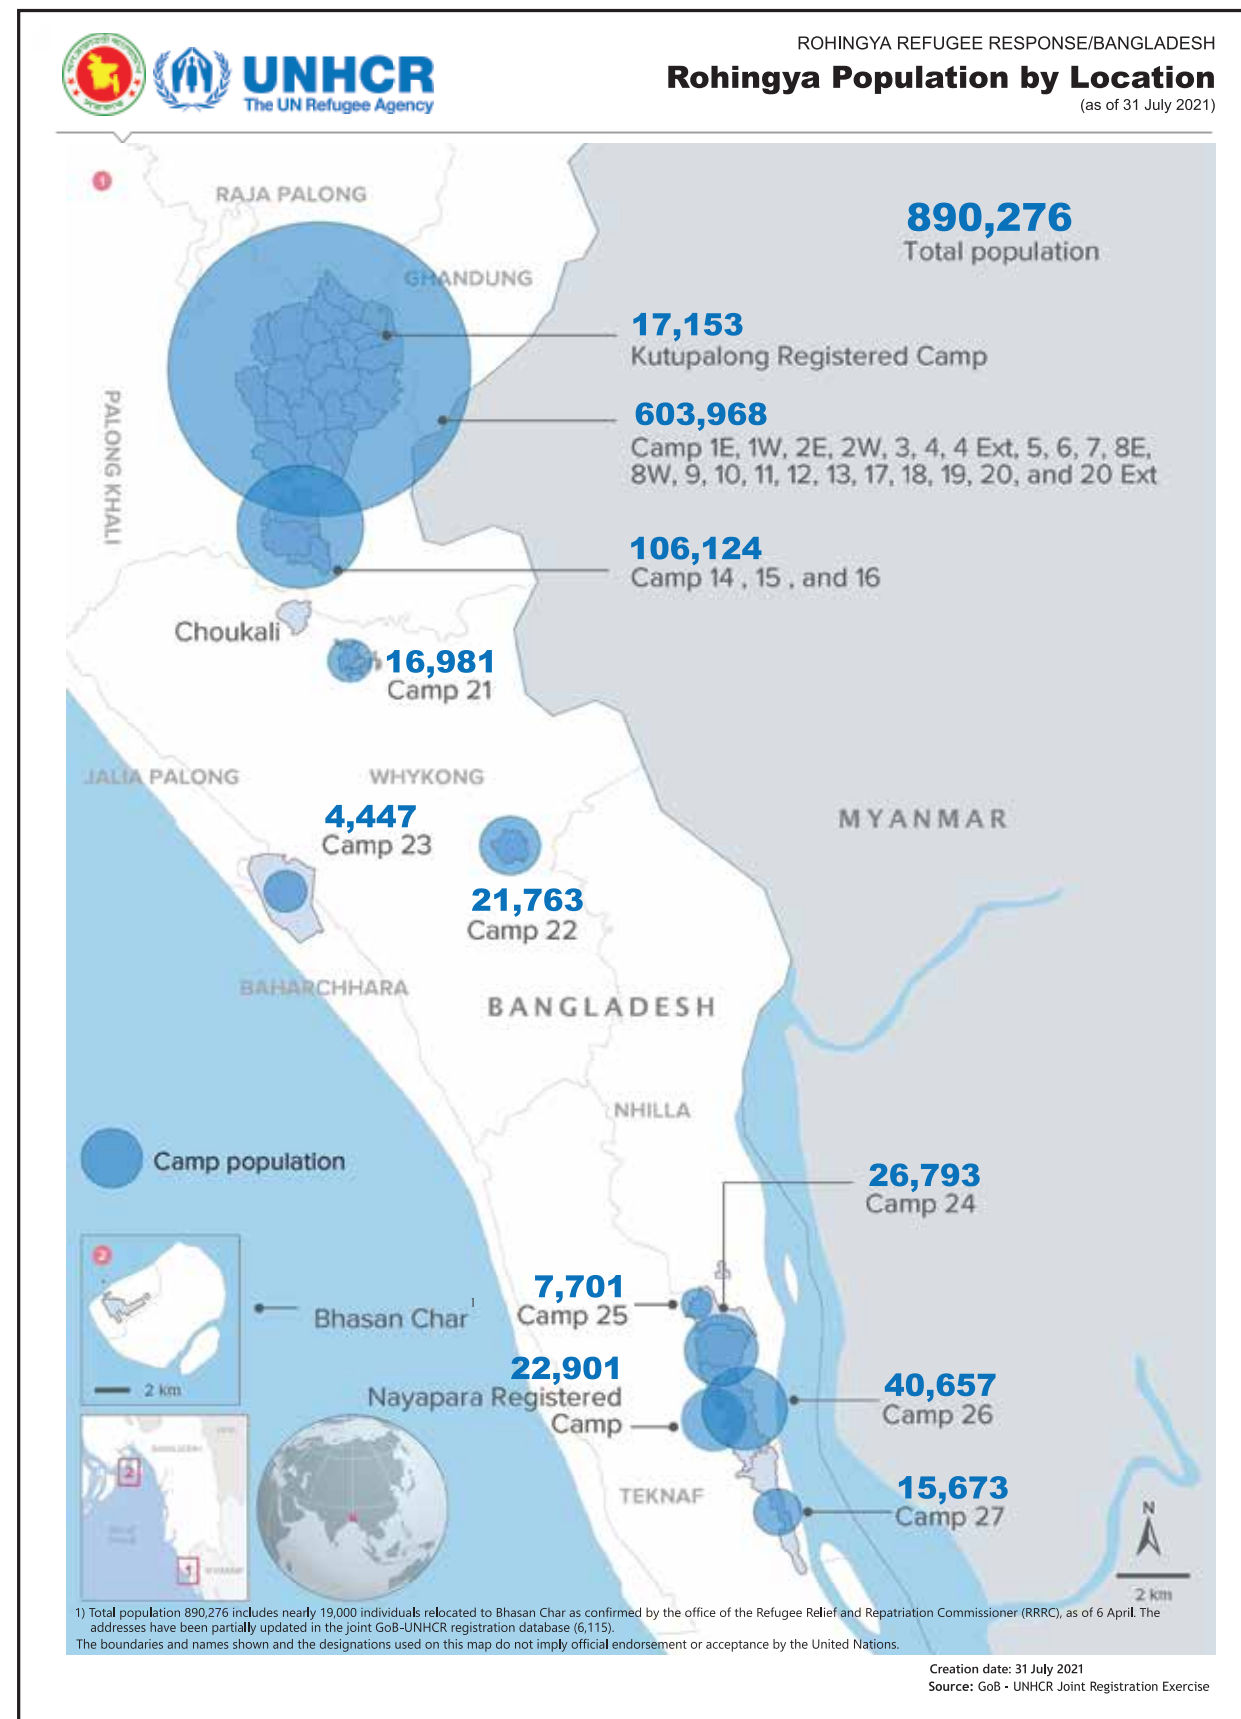 UNHCR
The UN Refugee Agency
ROHINGYA REFUGEE RESPONSE/BANGLADESH
Rohingya Population by Location
(as of 31 July 2021)
1
RAJA PALONG
890,276
Total population
GHANDUNG
17,153
Kutupalong Registered Camp
PALONG KHALI
603,968
Camp 1E, 1W, 2E, 2W, 3, 4, 4 Ext, 5, 6, 7, 8E,
8W, 9, 10, 11, 12, 13, 17, 18, 19, 20, and 20 Ext
106,124
Camp 14 , 15 , and 16
Choukali
16,981
Camp 21
JALIA PALONG
WHYKONG
4,447
Camp 23
MYANMAR
21,763
Camp 22
BAHARCHHARA
BANGLADESH
NHILLA
Camp population
26,793
Camp 24
2
7,701
Camp 25
Bhasan Char 1
2 km
22,901
Nayapara Registered
Camp
40,657
Camp 26
BANGLADESH
2
TEKNAF
15,673
Camp 27
1
N
2 km
1) Total population 890,276 includes nearly 19,000 individuals relocated to Bhasan Char as confirmed by the office of the Refugee Relief and Repatriation Commissioner (RRRC), as of 6 April. The
addresses have been partially updated in the joint GoB-UNHCR registration database (6,115).
The boundaries and names shown and the designations used on this map do not imply official endorsement or acceptance by the United Nations.
Creation date: 31 July 2021
Source: GoB - UNHCR Joint Registration Exercise